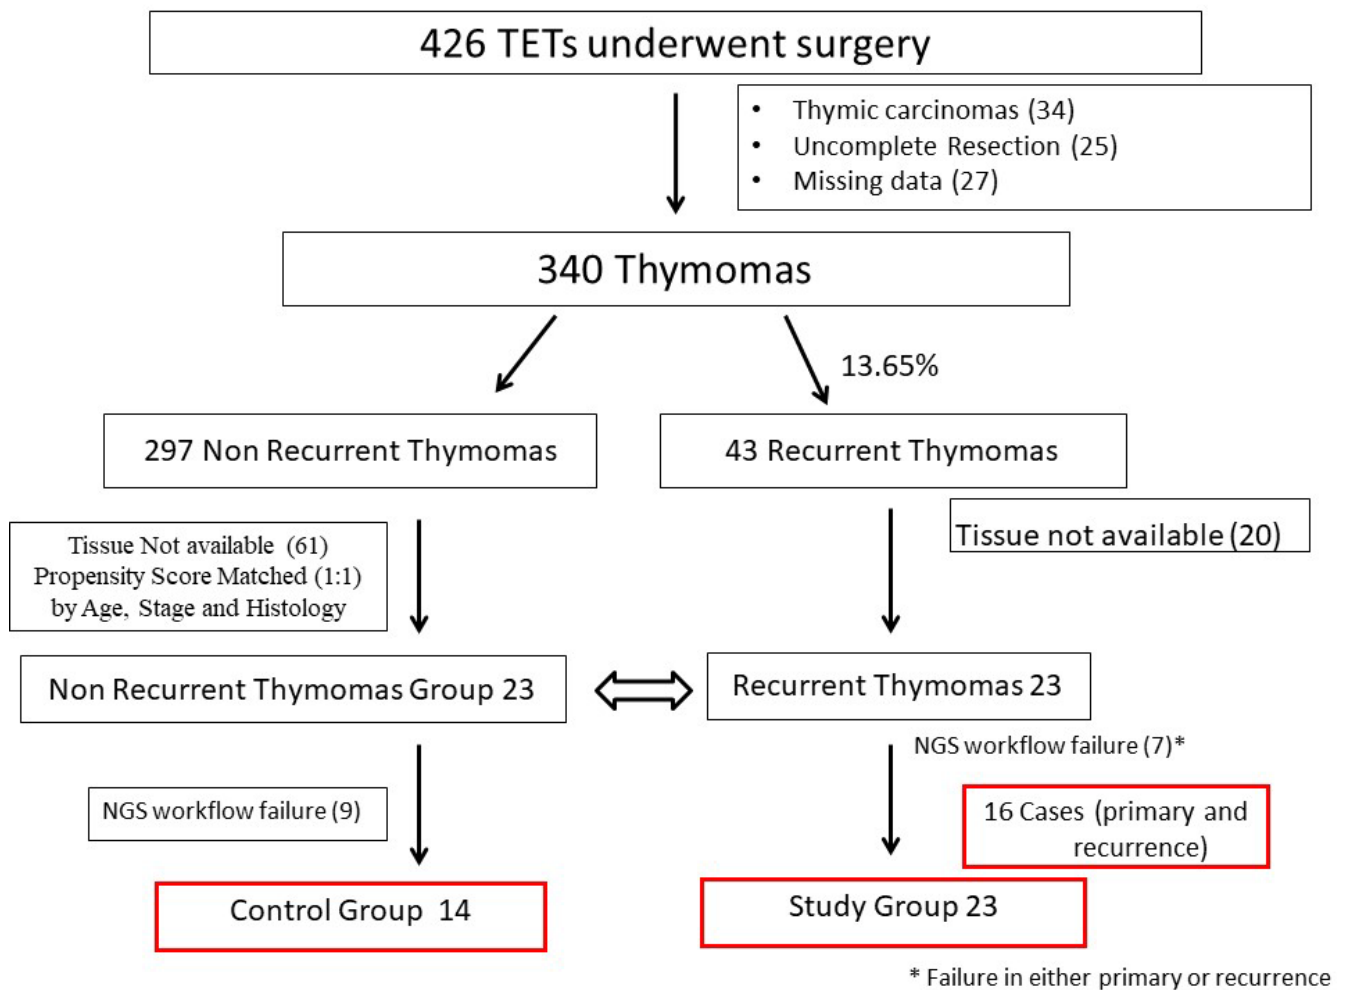 426 TETs underwent surgery
• Thymic carcinomas (34)
• Uncomplete Resection (25)
• Missing data (27)
340 Thymomas
13.65%
297 Non Recurrent Thymomas
43 Recurrent Thymomas
Tissue not available (20)
Tissue Not available (61)
Propensity Score Matched (1:1)
by Age, Stage and Histology
Non Recurrent Thymomas Group 23
Recurrent Thymomas 23
NGS workflow failure (7)*
NGS workflow failure (9)
16 Cases (primary and
recurrence)
Control Group 14
Study Group 23
* Failure in either primary or recurrence